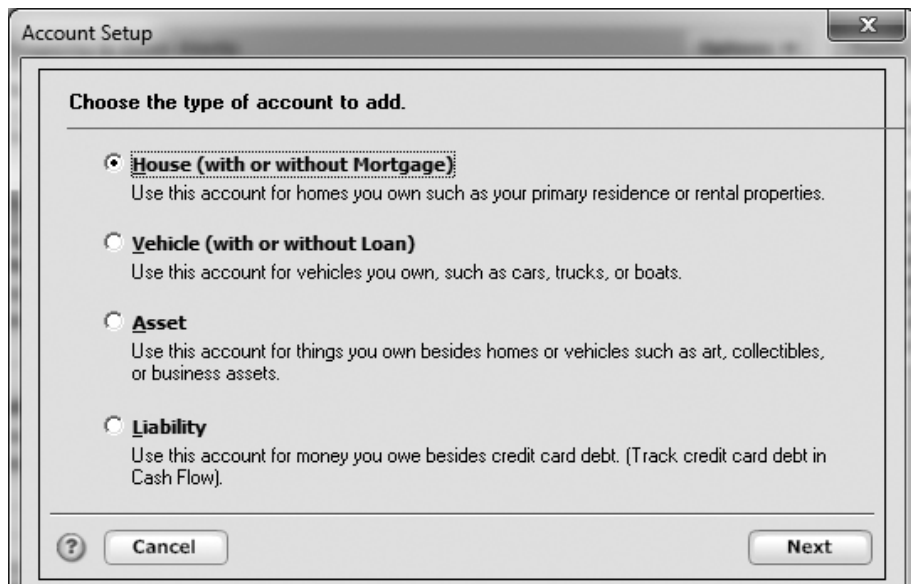 Account Setup
Choose the type of account to add.
House (with or without Mortgage)
Use this account for homes you own such as your primary residence or rental properties.
Vehicle (with or without Loan)
Use this account for vehicles you own, such as cars, trucks, or boats.
Asset
Use this account for things you own besides homes or vehicles such as art, collectibles,
or business assets.
Liability
Use this account for money you owe besides credit card debt. (Track credit card debt in
Cash Flow).
? Cancel Next